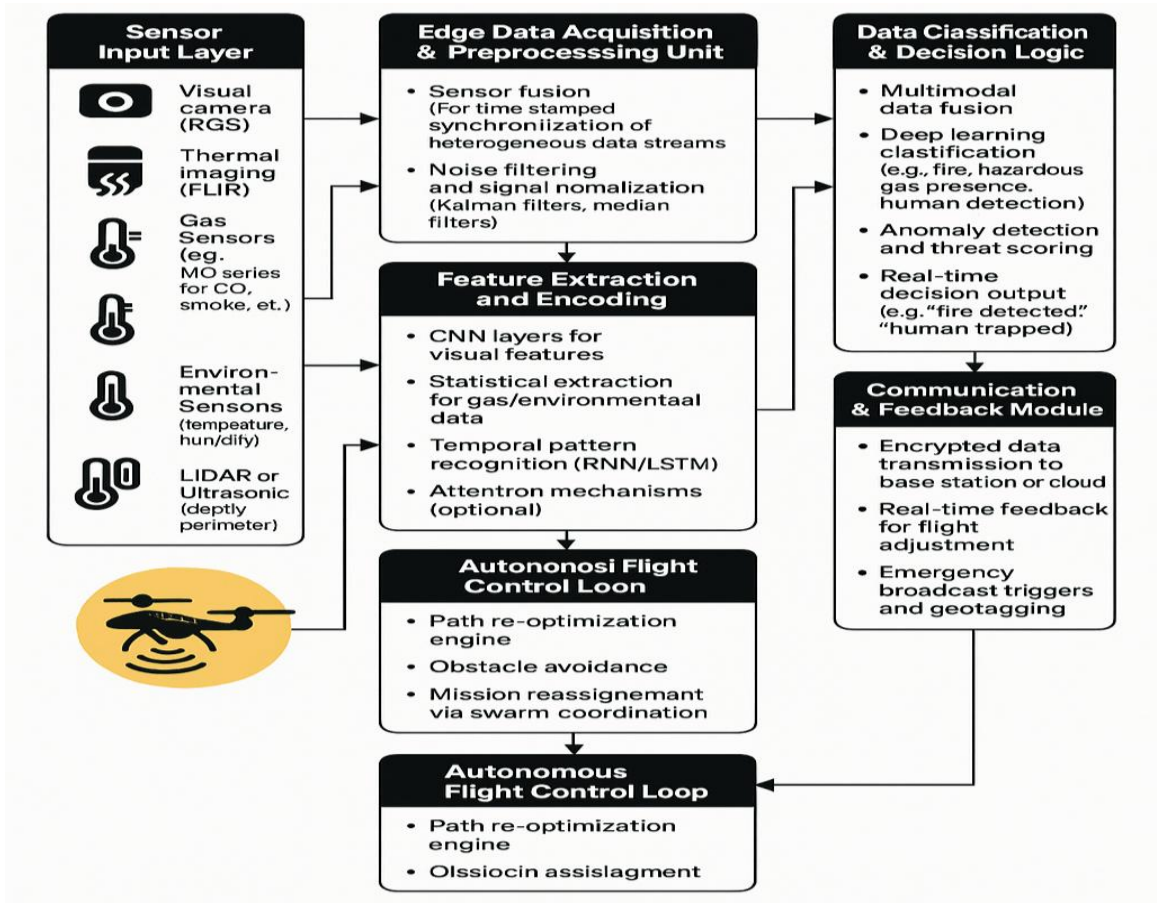 Sensor
Input Layer
Visual
camera
(RGS)
Thermal
imaging
(FLIR)
Gas
Sensors
(eg.
MO series
for CO,
smoke, et.)
Environ-
mental
Sensons
(tempeature,
hun/dify)
LIDAR or
Ultrasonic
(deptly
perimeter)
Edge Data Acquisition
& Preprocesssing Unit
• Sensor fusion
(For time stamped
synchroniization of
heterogeneous data streams
• Noise filtering
and signal nomalization
(Kalman filters, median
filters)
Feature Extraction
and Encoding
• CNN layers for
visual features
• Statistical extraction
for gas/environmentaal
data
• Temporal pattern
recognition (RNN/LSTM)
• Attentron mechanisms
(optional)
Autononosi Flight
Control Loon
• Path re-optimization
engine
• Obstacle avoidance
• Mission reassignemant
via swarm coordination
Autonomous
Flight Control Loop
• Path re-optimization
engine
• Olssiocin assislagment
Data Classification
& Decision Logic
• Multimodal
data fusion
• Deep learning
clastification
(e.g., fire, hazardous
gas presence.
human detection)
• Anomaly detection
and threat scoring
• Real-time
decision output
(e.g. “fire detected.”
“human trapped)
Communication
& Feedback Module
• Encrypted data
transmission to
base station or cloud
• Real-time feedback
for flight
adjustment
• Emergency
broadcast triggers
and geotagging